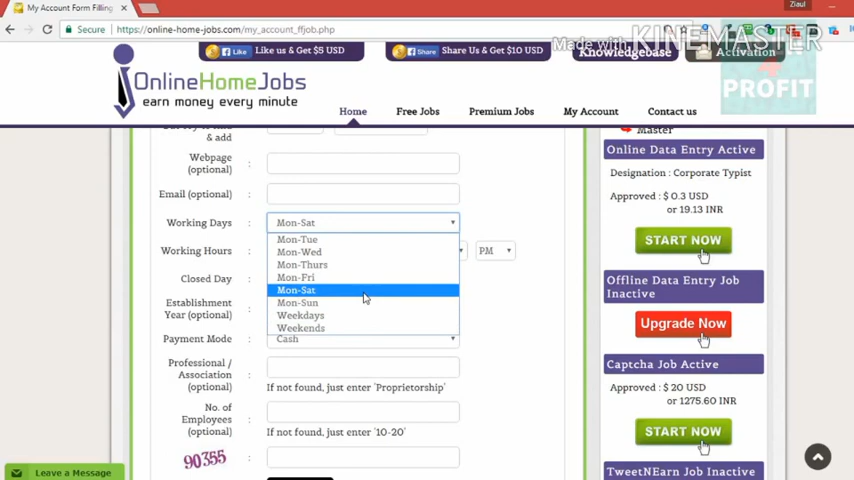 My Account Form Filling
Ziaul
Secure
https://online-home-jobs.com/my_account_ffjob.php
Made with KINEMASTER
Like
Like us & Get $5 USD
Share
Share Us & Get $10 USD
Knowledgebase
Activation
OnlineHomeJobs
earn money every minute
4
PROFIT
Home
Free Jobs
Premium Jobs
My Account
Contact us
& add
Webpage
(optional)
:
Email (optional) :
Working Days : Mon-Sat
Mon-Tue
Mon-Wed
Mon-Thurs
Mon-Fri
Mon-Sat
Mon-Sun
Weekdays
Weekends
Working Hours :
PM
Closed Day :
Establishment
Year (optional)
:
Payment Mode : Cash
Professional /
Association
(optional)
:
If not found, just enter 'Proprietorship'
No. of
Employees
(optional)
:
If not found, just enter '10-20'
90355 :
Master
Online Data Entry Active
Designation : Corporate Typist
Approved : $ 0.3 USD
or 19.13 INR
START NOW
Offline Data Entry Job
Inactive
Upgrade Now
Captcha Job Active
Approved : $ 20 USD
or 1275.60 INR
START NOW
TweetNEarn Job Inactive
Leave a Message